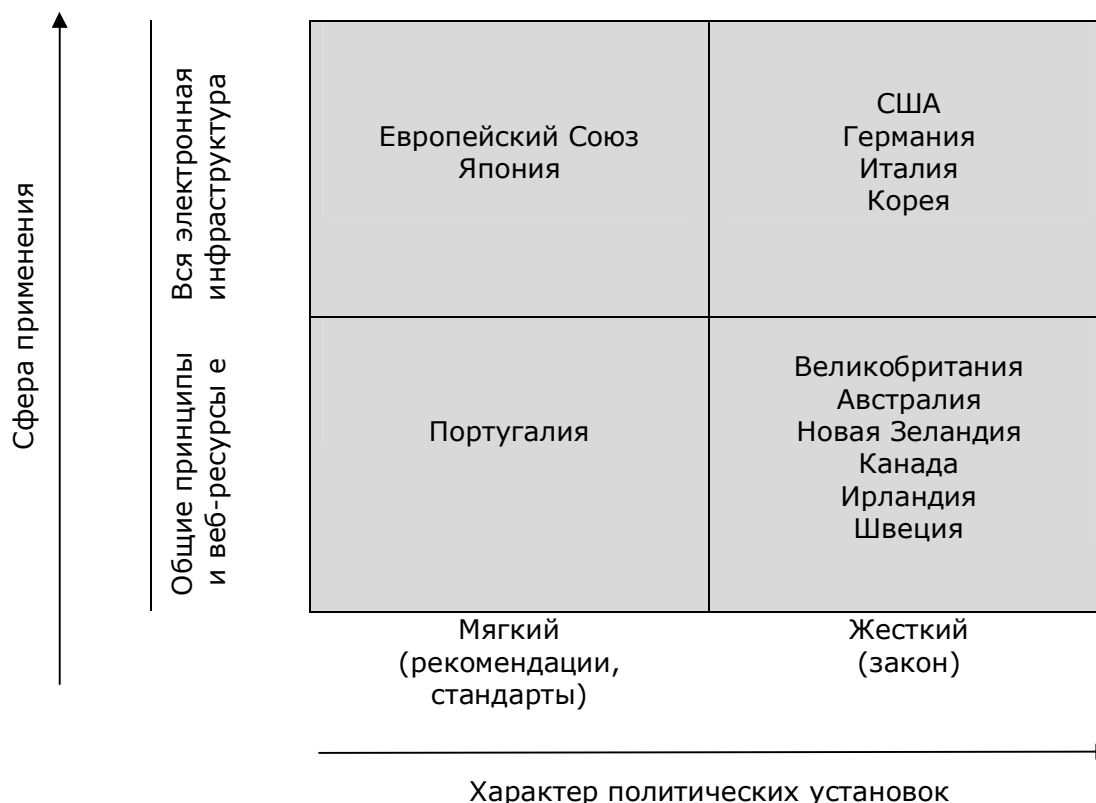 Сфера применения
Вся электронная
инфраструктура
Общие принципы
и веб-ресурсы е
Европейский Союз
Япония
США
Германия
Италия
Корея
Португалия
Великобритания
Австралия
Новая Зеландия
Канада
Ирландия
Швеция
Мягкий
(рекомендации,
стандарты)
Жесткий
(закон)
Характер политических установок